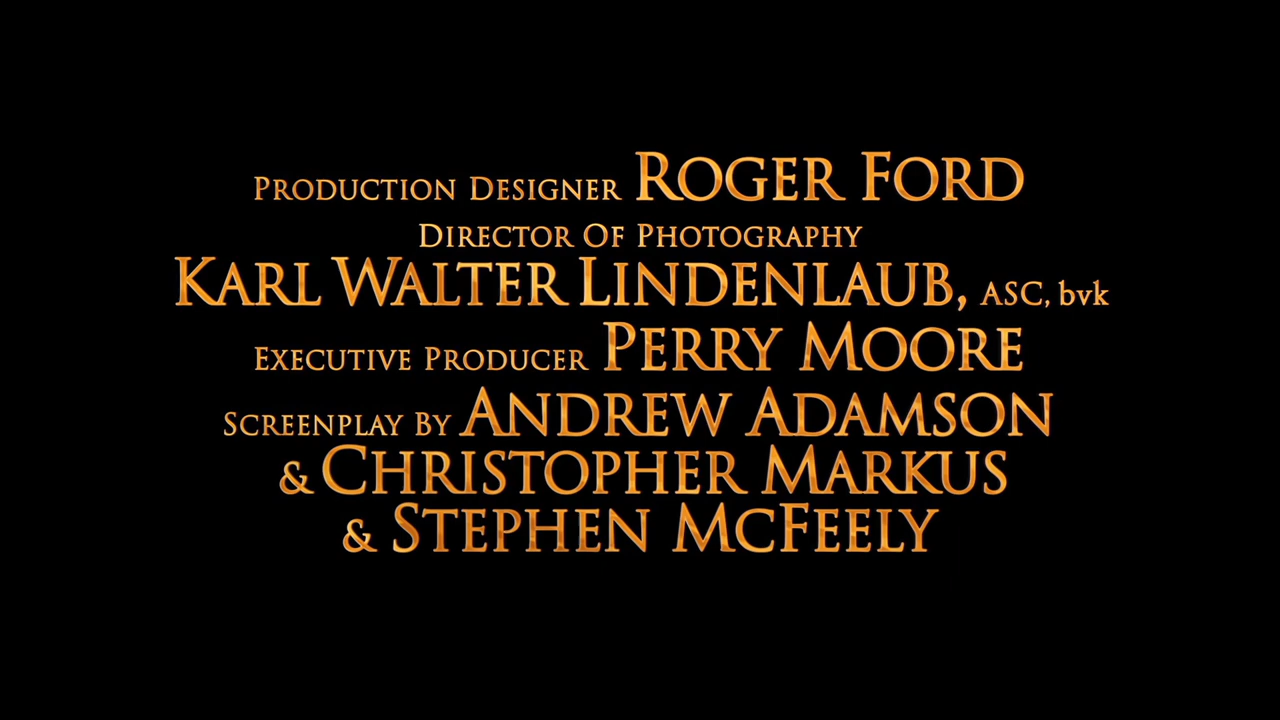 Production Designer Roger Ford
Director Of Photography
Karl Walter Lindenlaub, ASC, bvk
Executive Producer Perry Moore
Screenplay By Andrew Adamson
& Christopher Markus
& Stephen McFeely